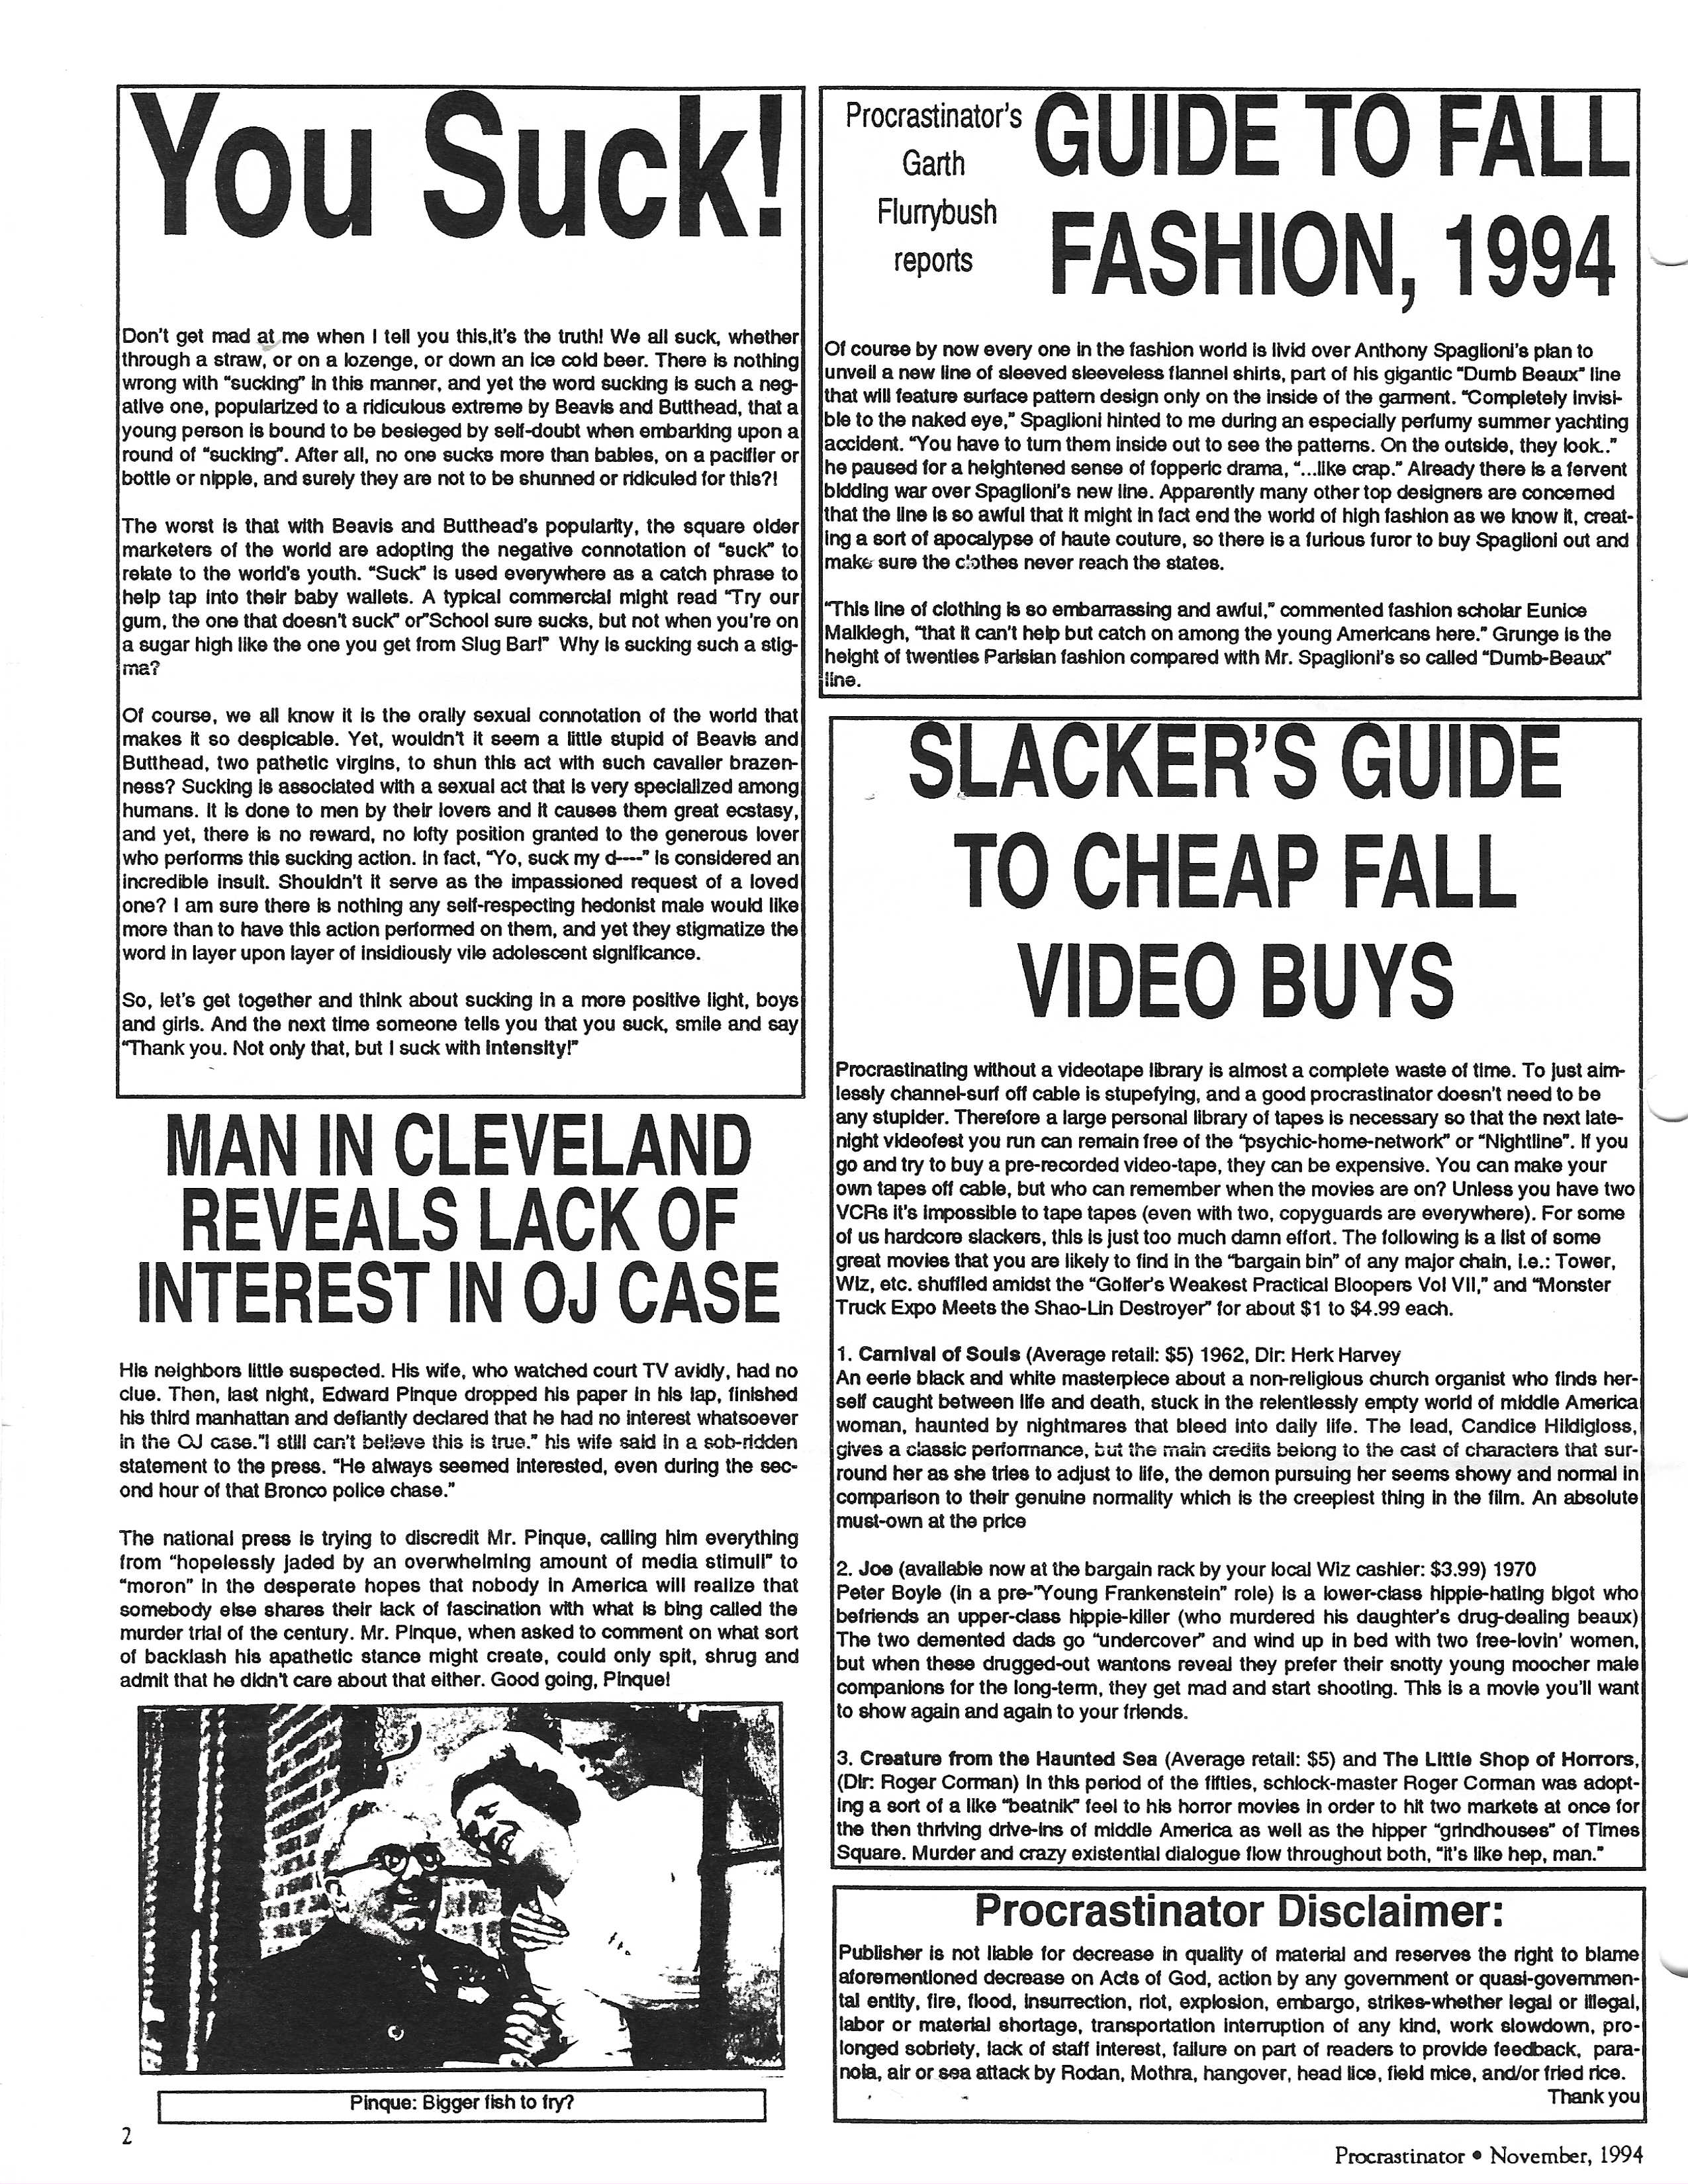 You Suck!
Don't get mad at me when I tell you this,it's the truth! We all suck, whether
through a straw, or on a lozenge, or down an ice cold beer. There is nothing
wrong with "sucking" in this manner, and yet the word sucking is such a neg-
ative one, popularized to a ridiculous extreme by Beavis and Butthead, that a
young person is bound to be besieged by self-doubt when embarking upon a
round of "sucking". After all, no one sucks more than babies, on a pacifier or
bottle or nipple, and surely they are not to be shunned or ridiculed for this?!
The worst is that with Beavis and Butthead's popularity, the square older
marketers of the world are adopting the negative connotation of "suck" to
relate to the world's youth. "Suck" is used everywhere as a catch phrase to
help tap into their baby wallets. A typical commercial might read "Try our
gum, the one that doesn't suck" or"School sure sucks, but not when you're on
a sugar high like the one you get from Slug Bar!" Why is sucking such a stig-
ma?
Of course, we all know it is the orally sexual connotation of the world that
makes it so despicable. Yet, wouldn't it seem a little stupid of Beavis and
Butthead, two pathetic virgins, to shun this act with such cavalier brazen-
ness? Sucking is associated with a sexual act that is very specialized among
humans. It is done to men by their lovers and it causes them great ecstasy,
and yet, there is no reward, no lofty position granted to the generous lover
who performs this sucking action. In fact, "Yo, suck my d----" is considered an
incredible insult. Shouldn't it serve as the impassioned request of a loved
one? I am sure there is nothing any self-respecting hedonist male would like
more than to have this action performed on them, and yet they stigmatize the
word in layer upon layer of insidiously vile adolescent significance.
So, let's get together and think about sucking in a more positive light, boys
and girls. And the next time someone tells you that you suck, smile and say
"Thank you. Not only that, but I suck with intensity!"
MAN IN CLEVELAND
REVEALS LACK OF
INTEREST IN OJ CASE
His neighbors little suspected. His wife, who watched court TV avidly, had no
clue. Then, last night, Edward Pinque dropped his paper in his lap, finished
his third manhattan and defiantly declared that he had no interest whatsoever
in the OJ case."I still can't believe this is true." his wife said in a sob-ridden
statement to the press. "He always seemed interested, even during the sec-
ond hour of that Bronco police chase."
The national press is trying to discredit Mr. Pinque, calling him everything
from "hopelessly jaded by an overwhelming amount of media stimuli" to
"moron" in the desperate hopes that nobody in America will realize that
somebody else shares their lack of fascination with what is bing called the
murder trial of the century. Mr. Pinque, when asked to comment on what sort
of backlash his apathetic stance might create, could only spit, shrug and
admit that he didn't care about that either. Good going, Pinque!
Pinque: Bigger fish to fry?
2
Procrastinator's
Garth
Flurrybush
reports
GUIDE TO FALL
FASHION, 1994
Of course by now every one in the fashion world is livid over Anthony Spaglioni's plan to
unveil a new line of sleeved sleeveless flannel shirts, part of his gigantic "Dumb Beaux" line
that will feature surface pattern design only on the inside of the garment. "Completely invisi-
ble to the naked eye," Spaglioni hinted to me during an especially perfumy summer yachting
accident. "You have to turn them inside out to see the patterns. On the outside, they look.."
he paused for a heightened sense of fopperic drama, "...like crap." Already there is a fervent
bidding war over Spaglioni's new line. Apparently many other top designers are concerned
that the line is so awful that it might in fact end the world of high fashion as we know it, creat-
ing a sort of apocalypse of haute couture, so there is a furious furor to buy Spaglioni out and
make sure the clothes never reach the states.
"This line of clothing is so embarrassing and awful," commented fashion scholar Eunice
Malkiegh, "that it can't help but catch on among the young Americans here." Grunge is the
height of twenties Parisian fashion compared with Mr. Spaglioni's so called "Dumb-Beaux"
line.
SLACKER'S GUIDE
TO CHEAP FALL
VIDEO BUYS
Procrastinating without a videotape library is almost a complete waste of time. To just aim-
lessly channel-surf off cable is stupefying, and a good procrastinator doesn't need to be
any stupider. Therefore a large personal library of tapes is necessary so that the next late-
night videofest you run can remain free of the "psychic-home-network" or "Nightline". If you
go and try to buy a pre-recorded video-tape, they can be expensive. You can make your
own tapes off cable, but who can remember when the movies are on? Unless you have two
VCRs it's impossible to tape tapes (even with two, copyguards are everywhere). For some
of us hardcore slackers, this is just too much damn effort. The following is a list of some
great movies that you are likely to find in the "bargain bin" of any major chain, i.e.: Tower,
Wiz, etc. shuffled amidst the "Golfer's Weakest Practical Bloopers Vol VII," and "Monster
Truck Expo Meets the Shao-Lin Destroyer" for about $1 to $4.99 each.
1. Carnival of Souls (Average retail: $5) 1962, Dir: Herk Harvey
An eerie black and white masterpiece about a non-religious church organist who finds her-
self caught between life and death, stuck in the relentlessly empty world of middle America
woman, haunted by nightmares that bleed into daily life. The lead, Candice Hildigloss,
gives a classic performance, but the main credits belong to the cast of characters that sur-
round her as she tries to adjust to life, the demon pursuing her seems showy and normal in
comparison to their genuine normality which is the creepiest thing in the film. An absolute
must-own at the price
2. Joe (available now at the bargain rack by your local Wiz cashier: $3.99) 1970
Peter Boyle (in a pre-"Young Frankenstein" role) is a lower-class hippie-hating bigot who
befriends an upper-class hippie-killer (who murdered his daughter's drug-dealing beaux)
The two demented dads go "undercover" and wind up in bed with two free-lovin' women,
but when these drugged-out wantons reveal they prefer their snotty young moocher male
companions for the long-term, they get mad and start shooting. This is a movie you'll want
to show again and again to your friends.
3. Creature from the Haunted Sea (Average retail: $5) and The Little Shop of Horrors,
(Dir: Roger Corman) In this period of the fifties, schlock-master Roger Corman was adopt-
ing a sort of a like "beatnik" feel to his horror movies in order to hit two markets at once for
the then thriving drive-ins of middle America as well as the hipper "grindhouses" of Times
Square. Murder and crazy existential dialogue flow throughout both, "it's like hep, man."
Procrastinator Disclaimer:
Publisher is not liable for decrease in quality of material and reserves the right to blame
aforementioned decrease on Acts of God, action by any government or quasi-governmen-
tal entity, fire, flood, insurrection, riot, explosion, embargo, strikes-whether legal or illegal,
labor or material shortage, transportation interruption of any kind, work slowdown, pro-
longed sobriety, lack of staff interest, failure on part of readers to provide feedback, para-
noia, air or sea attack by Rodan, Mothra, hangover, head lice, field mice, and/or fried rice.
Thank you
Procrastinator • November, 1994